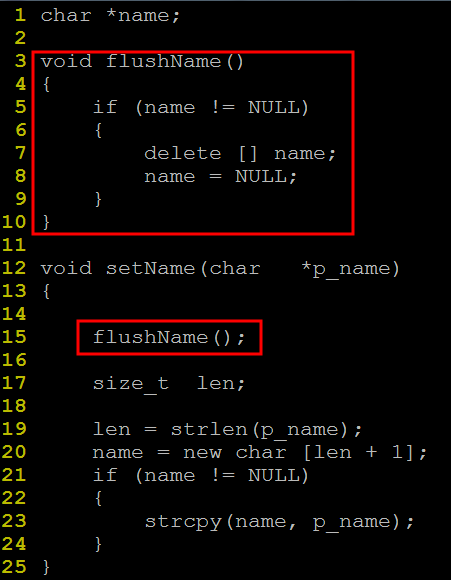 1 char *name;
2
3 void flushName()
4 {
5     if (name != NULL)
6     {
7         delete [] name;
8         name = NULL;
9     }
10 }
11
12 void setName(char   *p_name)
13 {
14
15     flushName();
16
17     size_t  len;
18
19     len = strlen(p_name);
20     name = new char [len + 1];
21     if (name != NULL)
22     {
23         strcpy(name, p_name);
24     }
25 }